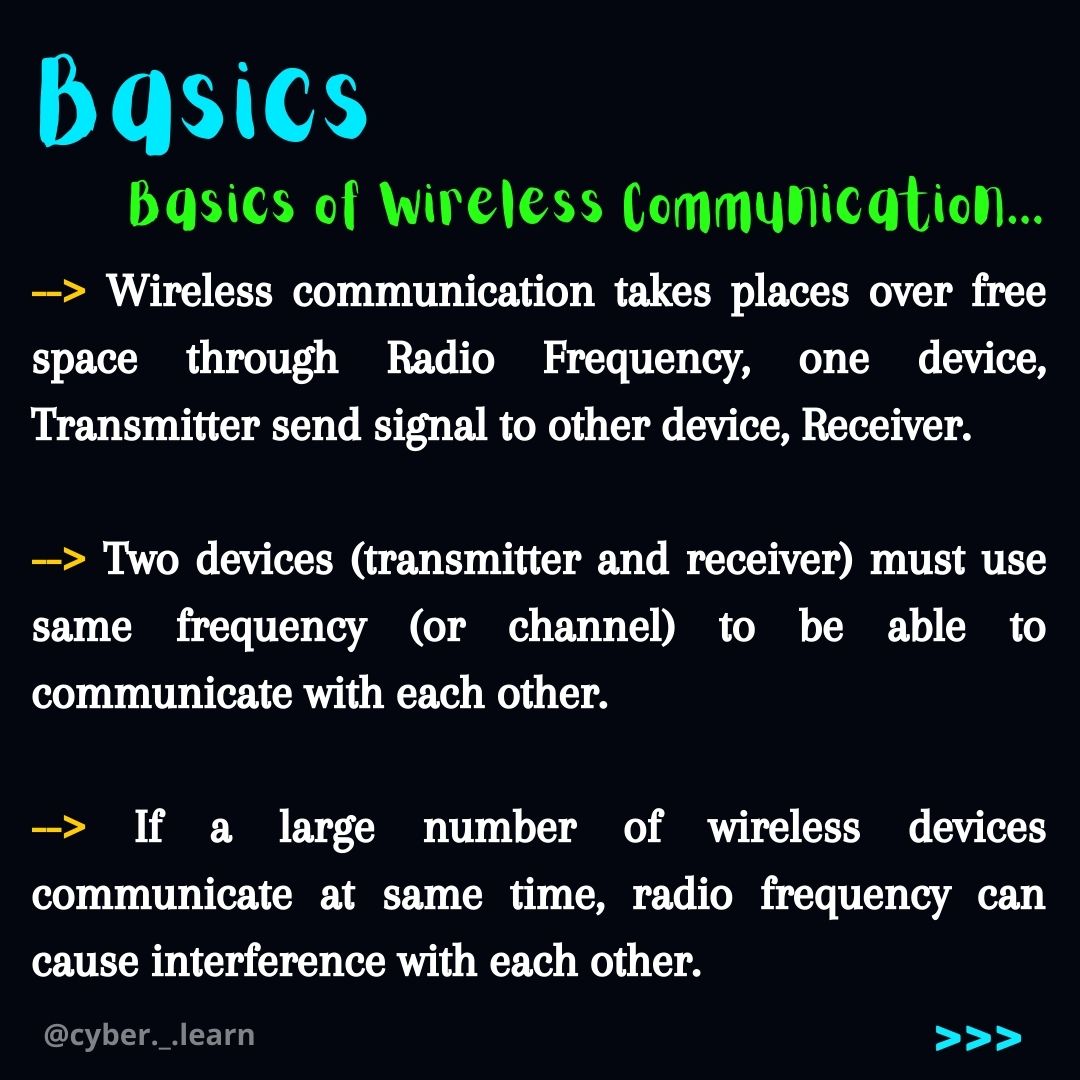 Basics
Basics of Wireless Communication...
--> Wireless communication takes places over free
space through Radio Frequency, one device,
Transmitter send signal to other device, Receiver.
--> Two devices (transmitter and receiver) must use
same frequency (or channel) to be able to
communicate with each other.
--> If a large number of wireless devices
communicate at same time, radio frequency can
cause interference with each other.
@cyber._.learn
>>>